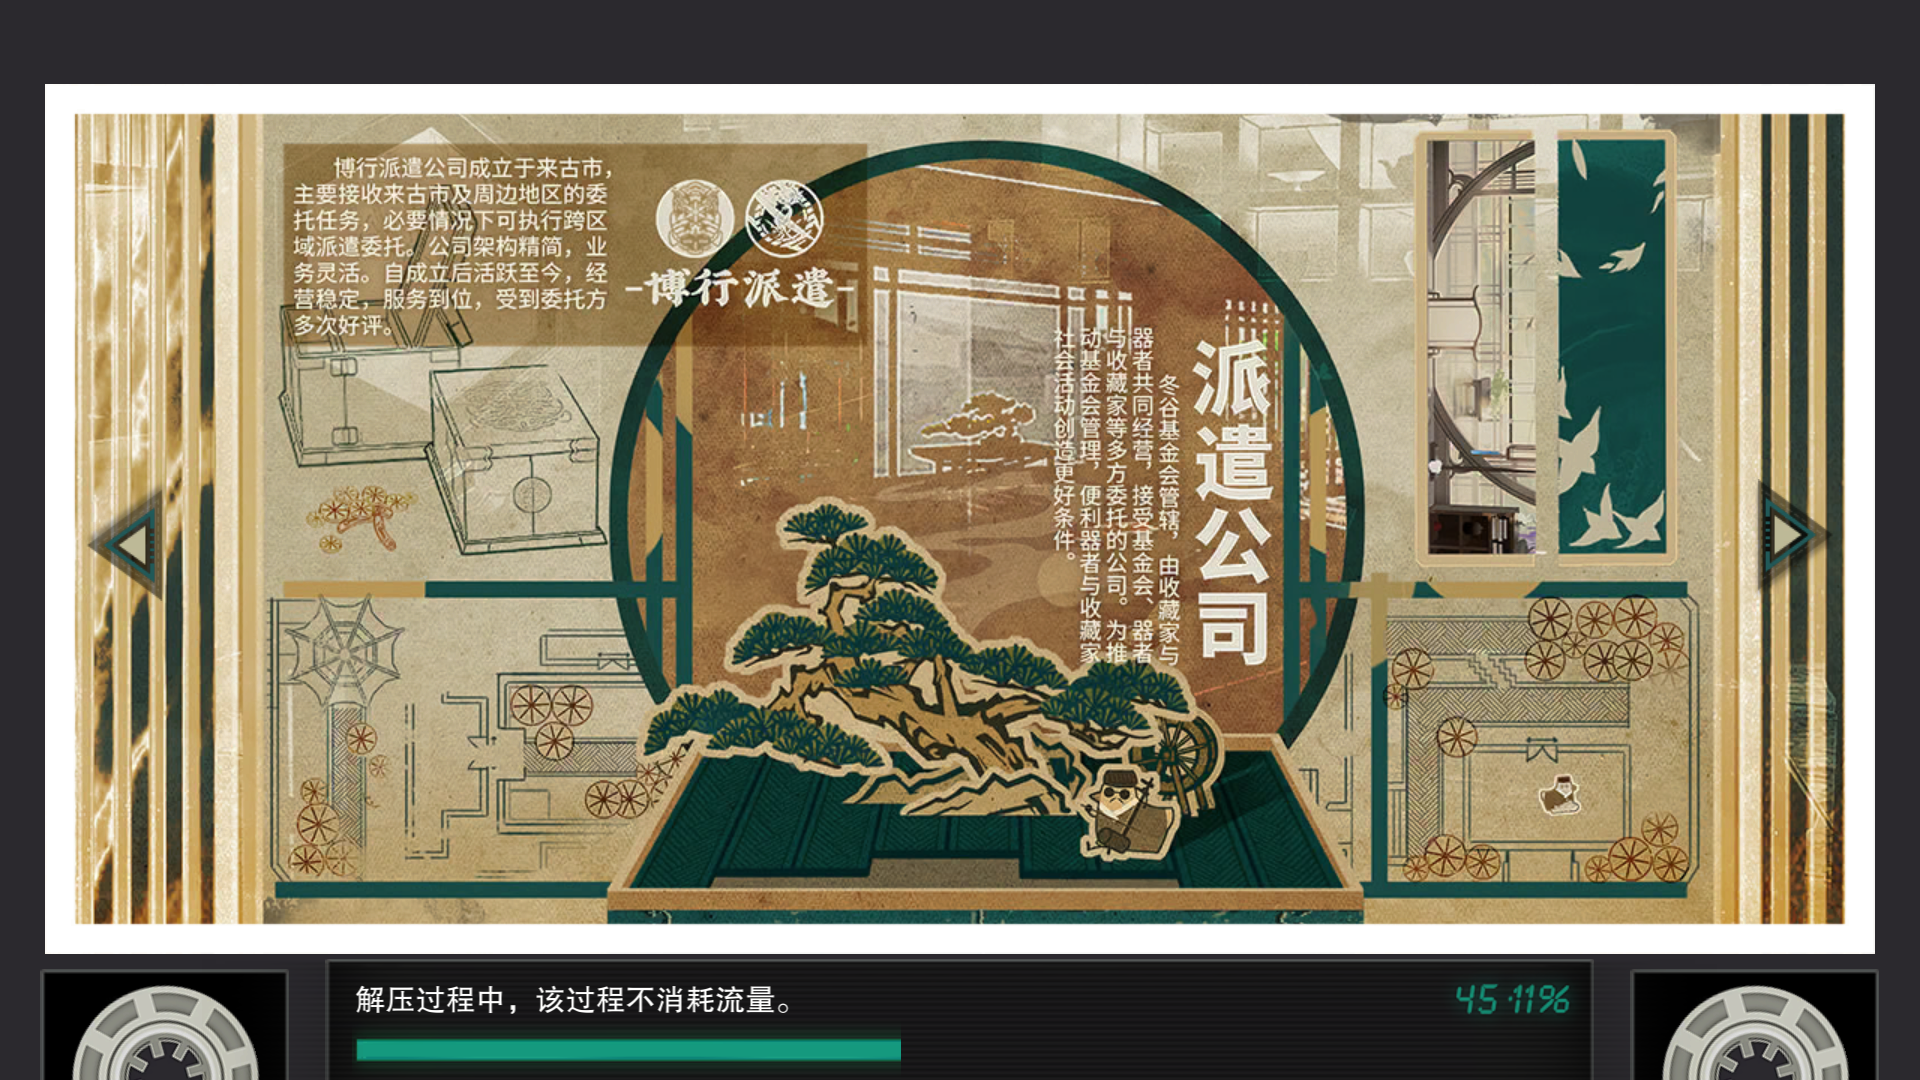 博行派遣公司成立于来古市，
主要接收来古市及周边地区的委
托任务，必要情况下可执行跨区
域派遣委托。公司架构精简，业
务灵活。自成立后活跃至今，经
营稳定，服务到位，受到委托方
多次好评。
-博行派遣-
派遣公司
冬谷基金会管辖，由收藏家与
器者共同经营，接受基金会、器者
与收藏家等多方委托的公司。为推
动基金会管理，便利器者与收藏家
社会活动创造更好条件。
解压过程中，该过程不消耗流量。
45.11%